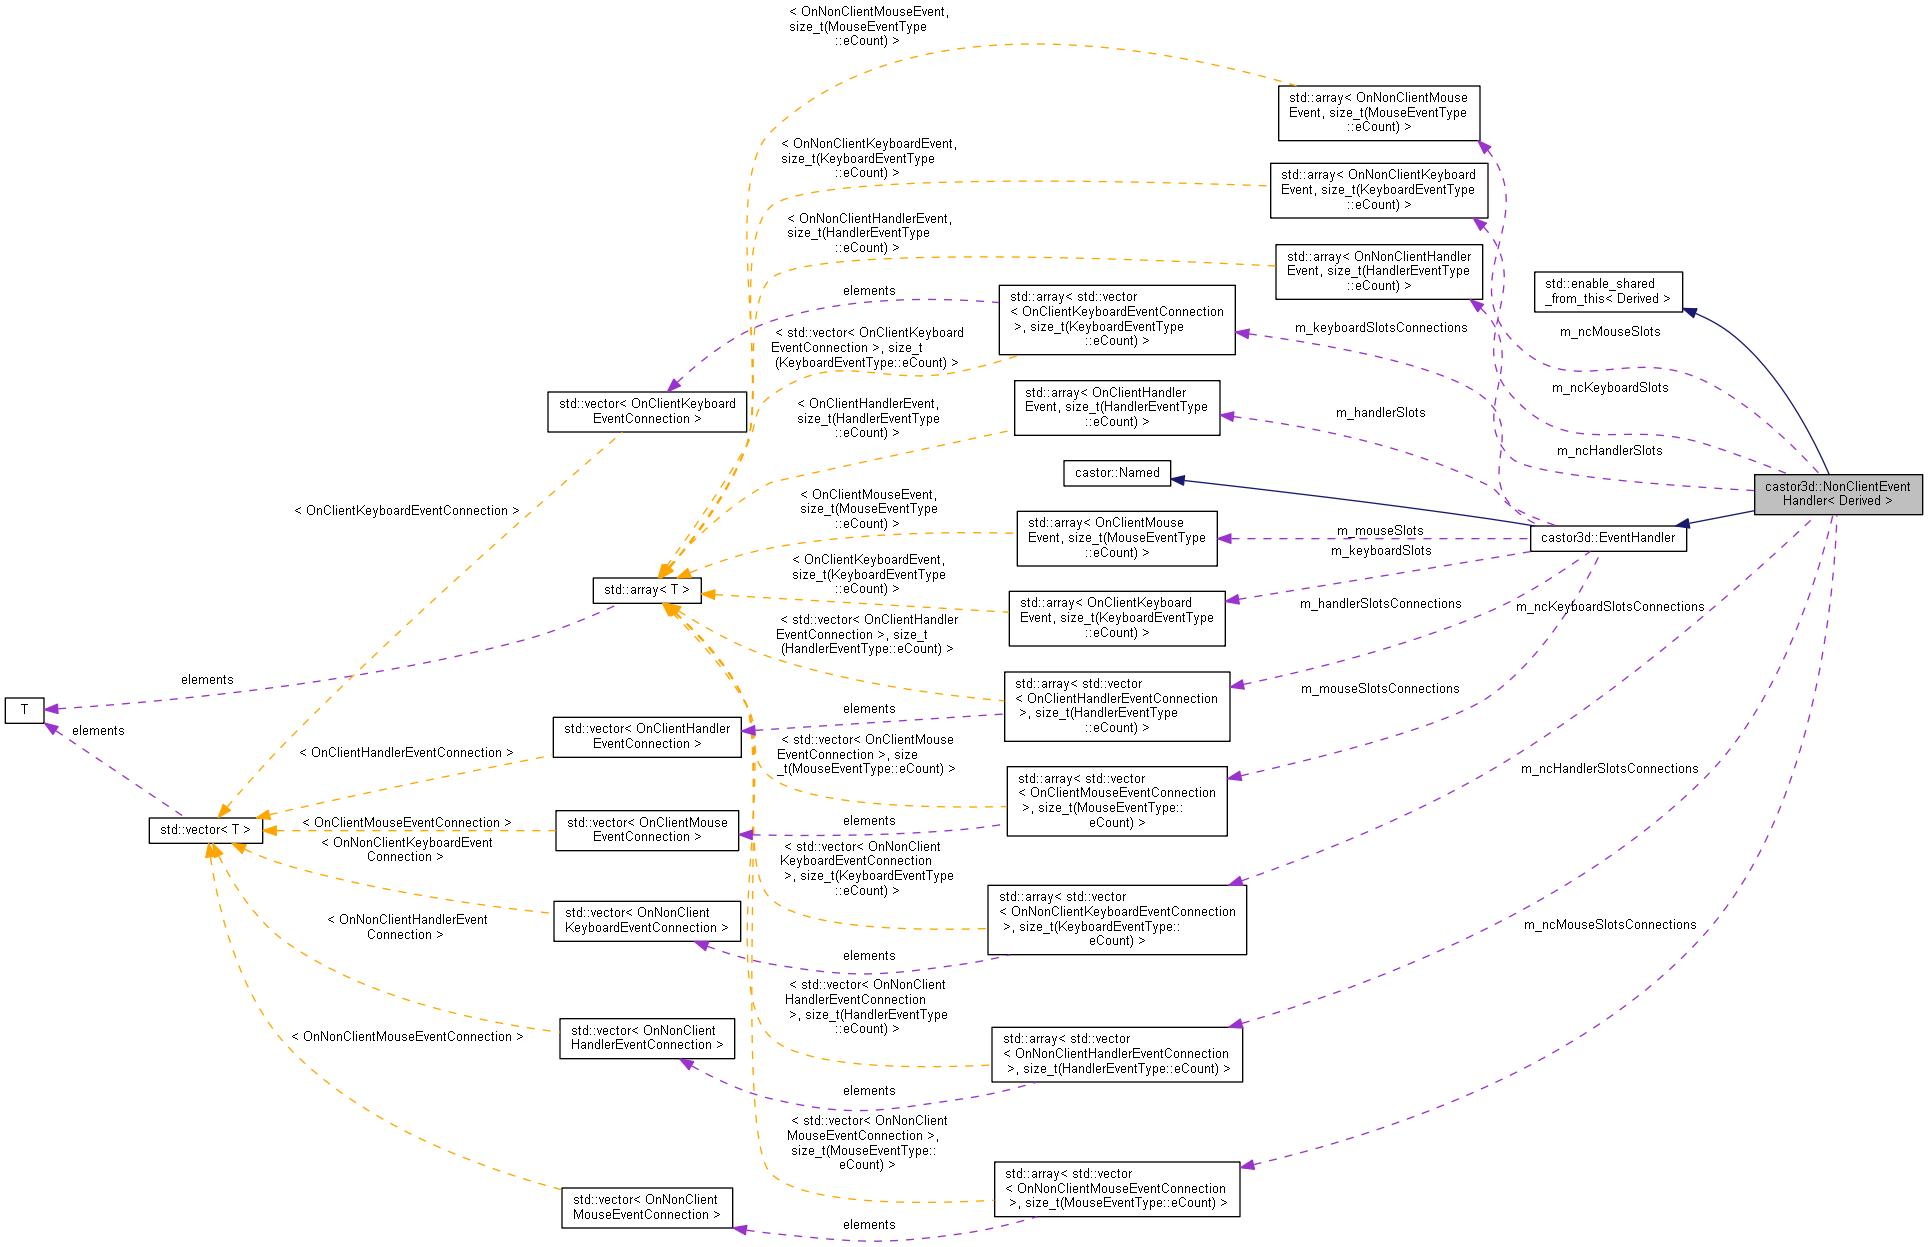 < OnNonClientMouseEvent,
size_t(MouseEventType
::eCount) >
std::array< OnNonClientMouse
Event, size_t(MouseEventType
::eCount) >
< OnNonClientKeyboardEvent,
size_t(KeyboardEventType
::eCount) >
std::array< OnNonClientKeyboard
Event, size_t(KeyboardEventType
::eCount) >
< OnNonClientHandlerEvent,
size_t(HandlerEventType
::eCount) >
std::array< OnNonClientHandler
Event, size_t(HandlerEventType
::eCount) >
std::enable_shared
_from_this< Derived >
elements
std::array< std::vector
< OnClientKeyboardEventConnection
>, size_t(KeyboardEventType
::eCount) >
m_keyboardSlotsConnections
m_ncMouseSlots
< std::vector< OnClientKeyboard
EventConnection >, size_t
(KeyboardEventType::eCount) >
m_ncKeyboardSlots
std::vector< OnClientKeyboard
EventConnection >
< OnClientHandlerEvent,
size_t(HandlerEventType
::eCount) >
std::array< OnClientHandler
Event, size_t(HandlerEventType
::eCount) >
m_handlerSlots
m_ncHandlerSlots
castor::Named
castor3d::NonClientEvent
Handler< Derived >
< OnClientKeyboardEventConnection >
< OnClientMouseEvent,
size_t(MouseEventType
::eCount) >
std::array< OnClientMouse
Event, size_t(MouseEventType
::eCount) >
m_mouseSlots
castor3d::EventHandler
m_keyboardSlots
std::array< T >
< OnClientKeyboardEvent,
size_t(KeyboardEventType
::eCount) >
std::array< OnClientKeyboard
Event, size_t(KeyboardEventType
::eCount) >
m_handlerSlotsConnections
m_ncKeyboardSlotsConnections
< std::vector< OnClientHandler
EventConnection >, size_t
(HandlerEventType::eCount) >
elements
T
elements
std::array< std::vector
< OnClientHandlerEventConnection
>, size_t(HandlerEventType
::eCount) >
m_mouseSlotsConnections
elements
std::vector< OnClientHandler
EventConnection >
< OnClientHandlerEventConnection >
< std::vector< OnClientMouse
EventConnection >, size
_t(MouseEventType::eCount) >
std::array< std::vector
< OnClientMouseEventConnection
>, size_t(MouseEventType::
eCount) >
m_ncHandlerSlotsConnections
std::vector< T >
< OnClientMouseEventConnection >
std::vector< OnClientMouse
EventConnection >
elements
< OnNonClientKeyboardEvent
Connection >
< std::vector< OnNonClient
KeyboardEventConnection
>, size_t(KeyboardEventType
::eCount) >
std::array< std::vector
< OnNonClientKeyboardEventConnection
>, size_t(KeyboardEventType::
eCount) >
std::vector< OnNonClient
KeyboardEventConnection >
< OnNonClientHandlerEvent
Connection >
elements
m_ncMouseSlotsConnections
< std::vector< OnNonClient
HandlerEventConnection
>, size_t(HandlerEventType
::eCount) >
< OnNonClientMouseEventConnection >
std::vector< OnNonClient
HandlerEventConnection >
std::array< std::vector
< OnNonClientHandlerEventConnection
>, size_t(HandlerEventType::eCount) >
elements
< std::vector< OnNonClient
MouseEventConnection >,
size_t(MouseEventType::
eCount) >
std::array< std::vector
< OnNonClientMouseEventConnection
>, size_t(MouseEventType::eCount) >
std::vector< OnNonClient
MouseEventConnection >
elements